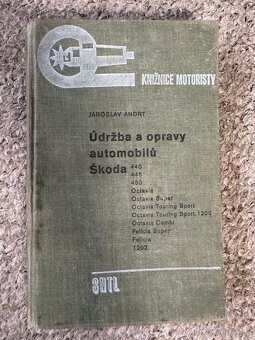 KNIŽNICE MOTORISTY
JAROSLAV ANDRT
Údržba a opravy
automobilů
Škoda 440
445
450
Octavia
Octavia Super
Octavia Touring Sport
Octavia Touring Sport 1200
Octavia Combi
Felicia Super
Felicia
1202
SNTL